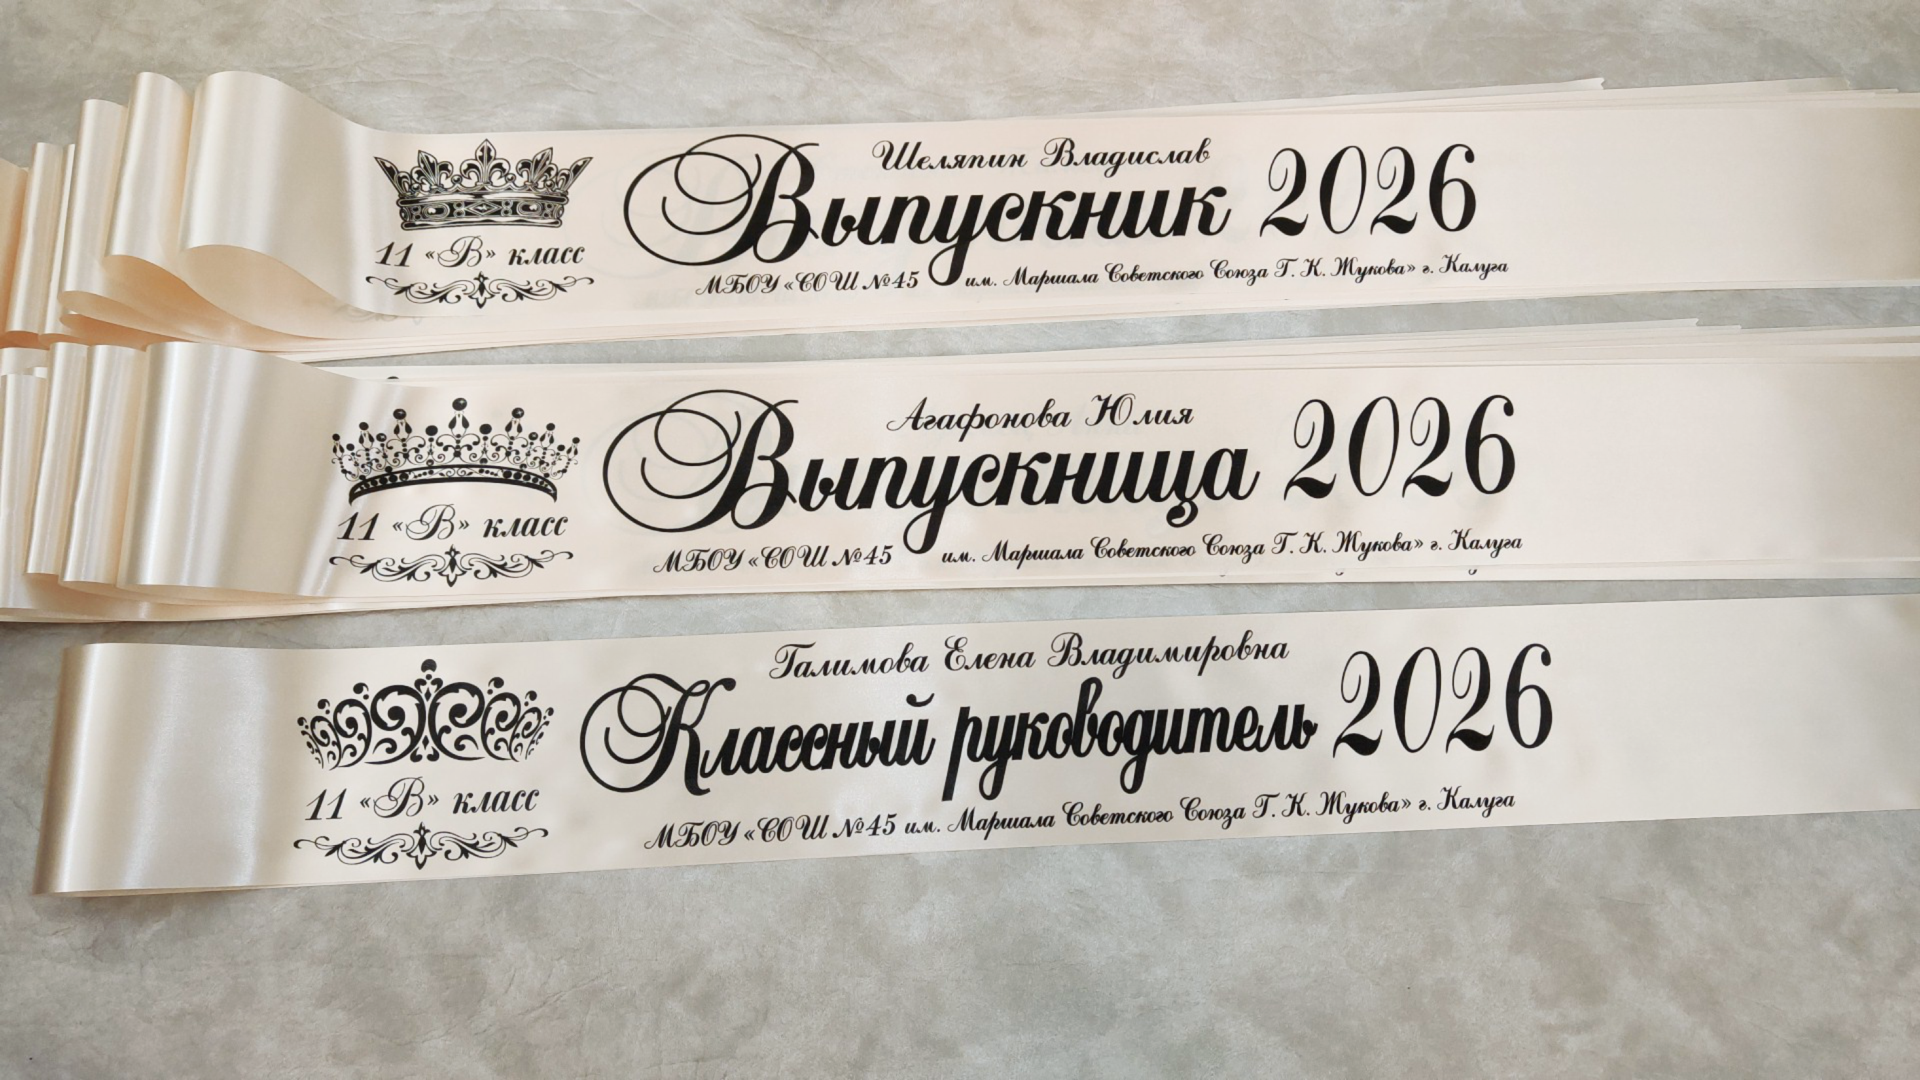 Шеляпин Владислав
Выпускник 2026
11 «В» класс
МБОУ «СОШ №45 им. Маршала Советского Союза Г. К. Жукова» г. Калуга
Агафонова Юлия
Выпускница 2026
11 «В» класс
МБОУ «СОШ №45 им. Маршала Советского Союза Г. К. Жукова» г. Калуга
Галимова Елена Владимировна
Классный руководитель 2026
11 «В» класс
МБОУ «СОШ №45 им. Маршала Советского Союза Г. К. Жукова» г. Калуга